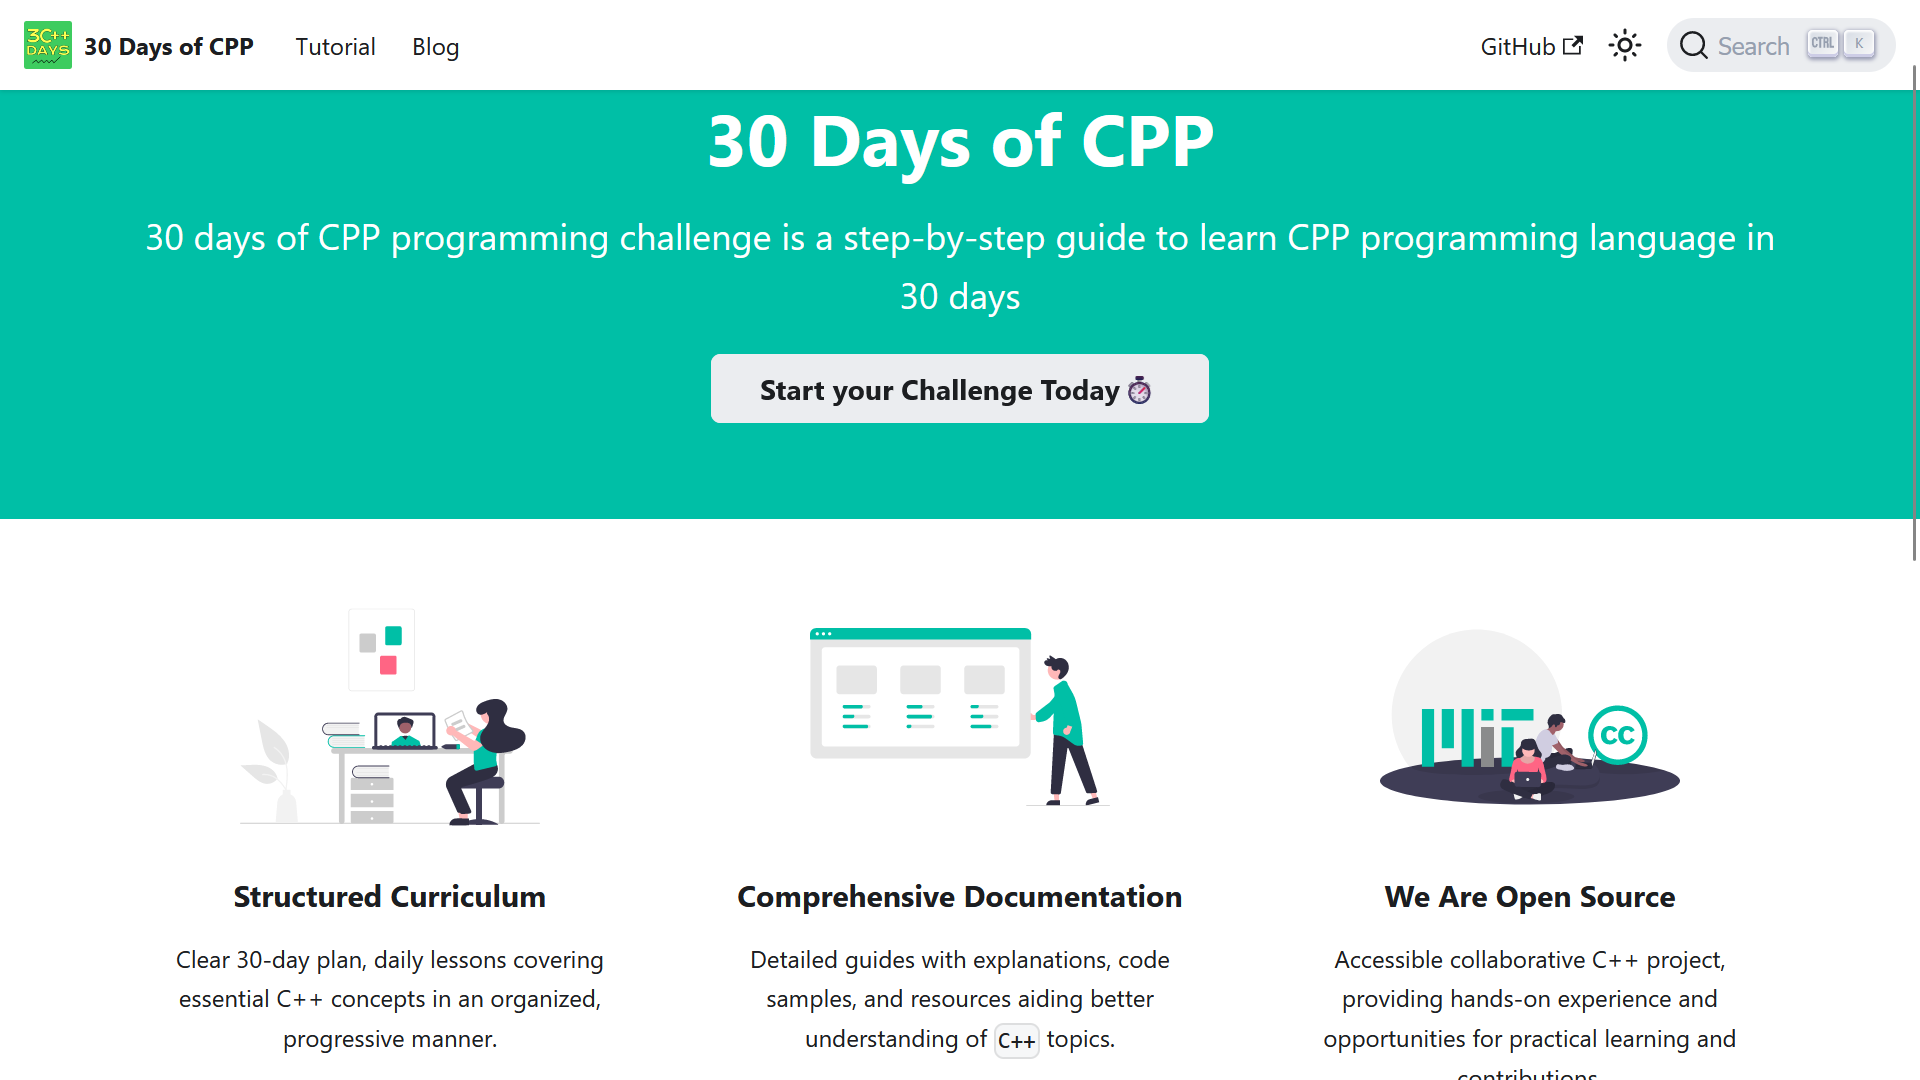 3C++
DAYS
30 Days of CPP
Tutorial
Blog
GitHub
Search
CTRL
K
30 Days of CPP
30 days of CPP programming challenge is a step-by-step guide to learn CPP programming language in
30 days
Start your Challenge Today
MiT
CC
Structured Curriculum
Clear 30-day plan, daily lessons covering
essential C++ concepts in an organized,
progressive manner.
Comprehensive Documentation
Detailed guides with explanations, code
samples, and resources aiding better
understanding of C++ topics.
We Are Open Source
Accessible collaborative C++ project,
providing hands-on experience and
opportunities for practical learning and
contributions.